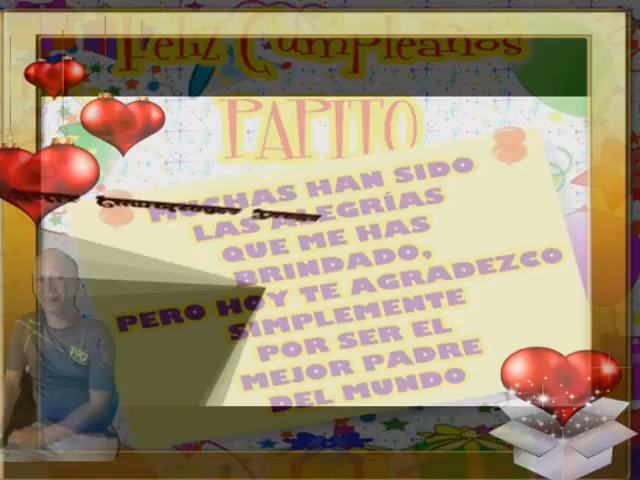 Feliz Cumpleaños
PAPITO
MUCHAS HAN SIDO
LAS ALEGRÍAS
QUE ME HAS
BRINDADO,
PERO HOY TE AGRADEZCO
SIMPLEMENTE
POR SER EL
MEJOR PADRE
DEL MUNDO